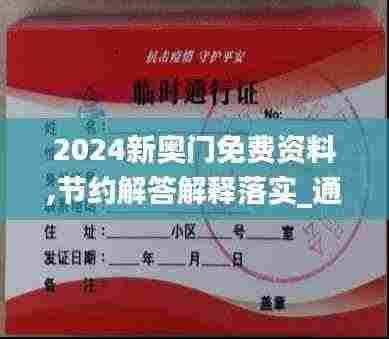 抗击疫情 守护平安
临时通行证
No:
2024新奥门免费资料
,节约解答解释落实_通
住 址: 小区 号 室
发证日期: 年 月 日
备 注:
盖章